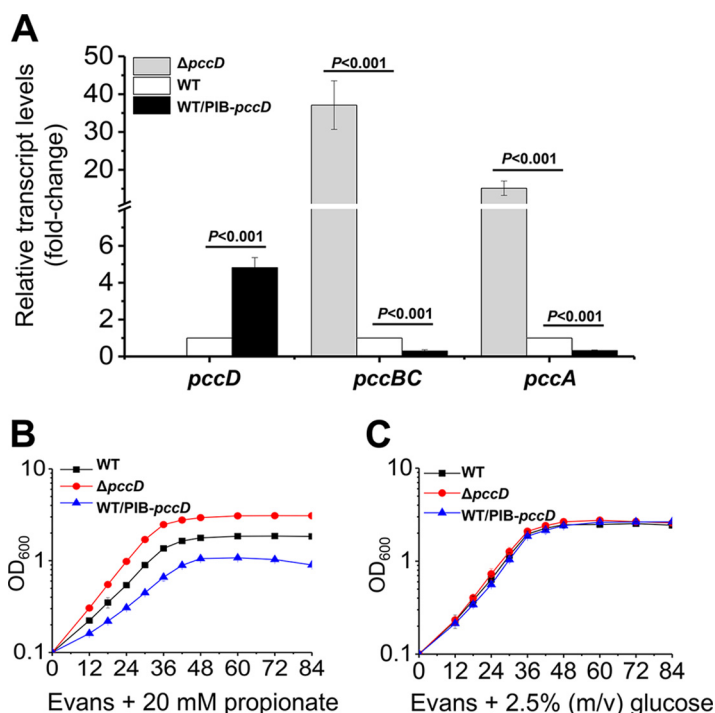 A
Relative transcript levels
(fold-change)
50
40
30
20
6
4
2
1
0
ΔpccD
WT
WT/PIB-pccD
P<0.001
P<0.001
P<0.001
P<0.001
P<0.001
pccD
pccBC
pccA
B
OD600
10
1
0.1
WT
ΔpccD
WT/PIB-pccD
0 12 24 36 48 60 72 84
Evans + 20 mM propionate
C
OD600
10
1
0.1
WT
ΔpccD
WT/PIB-pccD
0 12 24 36 48 60 72 84
Evans + 2.5% (m/v) glucose